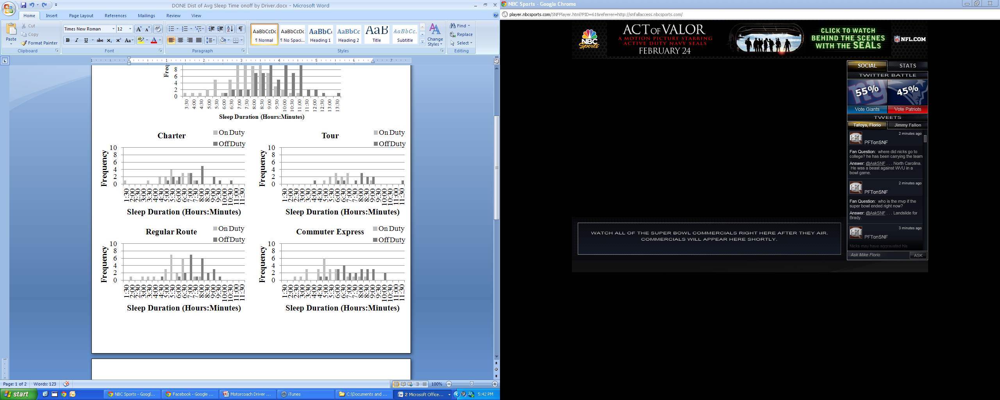 DONE Dist of Avg Sleep Time onoff by Driver.docx - Microsoft Word
Home Insert Page Layout References Mailings Review View
Paste
Cut
Copy
Format Painter
Clipboard
Times New Roman 12
B I U abc x₂ x² Aa
Font
Paragraph
AaBbCcDc AaBbCcDc AaBbC AaBbCc AaB AaBbCc.
¶ Normal ¶ No Spaci... Heading 1 Heading 2 Title Subtitle
Change Styles
Styles
Find
Replace
Select
Editing
1 1 2 3 4 5 6 7
Freq
8
6
4
2
0
3:30 4:00 4:30 5:00 5:30 6:00 6:30 7:00 7:30 8:00 8:30 9:00 9:30 10:00 10:30 11:00 11:30 12:00 12:30 13:00 13:30
Sleep Duration (Hours:Minutes)
Charter
On Duty
Off Duty
Frequency
10
8
6
4
2
0
1:30 2:00 2:30 3:00 3:30 4:00 4:30 5:00 5:30 6:00 6:30 7:00 7:30 8:00 8:30 9:00 9:30 10:00 10:30 11:00 11:30
Sleep Duration (Hours:Minutes)
Tour
On Duty
Off Duty
Frequency
10
8
6
4
2
0
1:30 2:00 2:30 3:00 3:30 4:00 4:30 5:00 5:30 6:00 6:30 7:00 7:30 8:00 8:30 9:00 9:30 10:00 10:30 11:00 11:30
Sleep Duration (Hours:Minutes)
Regular Route
On Duty
Off Duty
Frequency
10
8
6
4
2
0
1:30 2:00 2:30 3:00 3:30 4:00 4:30 5:00 5:30 6:00 6:30 7:00 7:30 8:00 8:30 9:00 9:30 10:00 10:30 11:00 11:30
Sleep Duration (Hours:Minutes)
Commuter Express
On Duty
Off Duty
Frequency
10
8
6
4
2
0
1:30 2:00 2:30 3:00 3:30 4:00 4:30 5:00 5:30 6:00 6:30 7:00 7:30 8:00 8:30 9:00 9:30 10:00 10:30 11:00 11:30
Sleep Duration (Hours:Minutes)
Page: 1 of 2 Words: 123 100%
start NBC Sports - Googl... Facebook - Google ... Motorcoach Driver ... iTunes C:\Documents and ... 2 Microsoft Office... 5:42 PM
NBC Sports - Google Chrome
player.nbcsports.com/SNFPlayer.html?PID=61&referrer=http://snfallaccess.nbcsports.com/
NBC
Sports
ACT OF VALOR
A MOTION PICTURE STARRING
ACTIVE DUTY NAVY SEALS
FEBRUARY 24
CLICK TO WATCH
BEHIND THE SCENES
WITH THE SEALS
NFL NFL.COM
SOCIAL STATS
TWITTER BATTLE
ny
55% 45%
Vote Giants Vote Patriots
TWEETS
Tafoya, Florio Jimmy Fallon
2 minutes ago
PFT PFTonSNF
Fan Question: where did nicks go to
college? he has been carrying the team
Answer: @AskSNF . . . North Carolina.
He was a beast against WVU in a
bowl game.
2 minutes ago
PFT PFTonSNF
Fan Question: who is the mvp if the
super bowl ended right now?
Answer: @AskSNF . . . Landslide for
Brady.
3 minutes ago
PFT PFTonSNF
Nicks may have aggravated his
Ask Mike Florio ASK
WATCH ALL OF THE SUPER BOWL COMMERCIALS RIGHT HERE AFTER THEY AIR.
COMMERCIALS WILL APPEAR HERE SHORTLY.